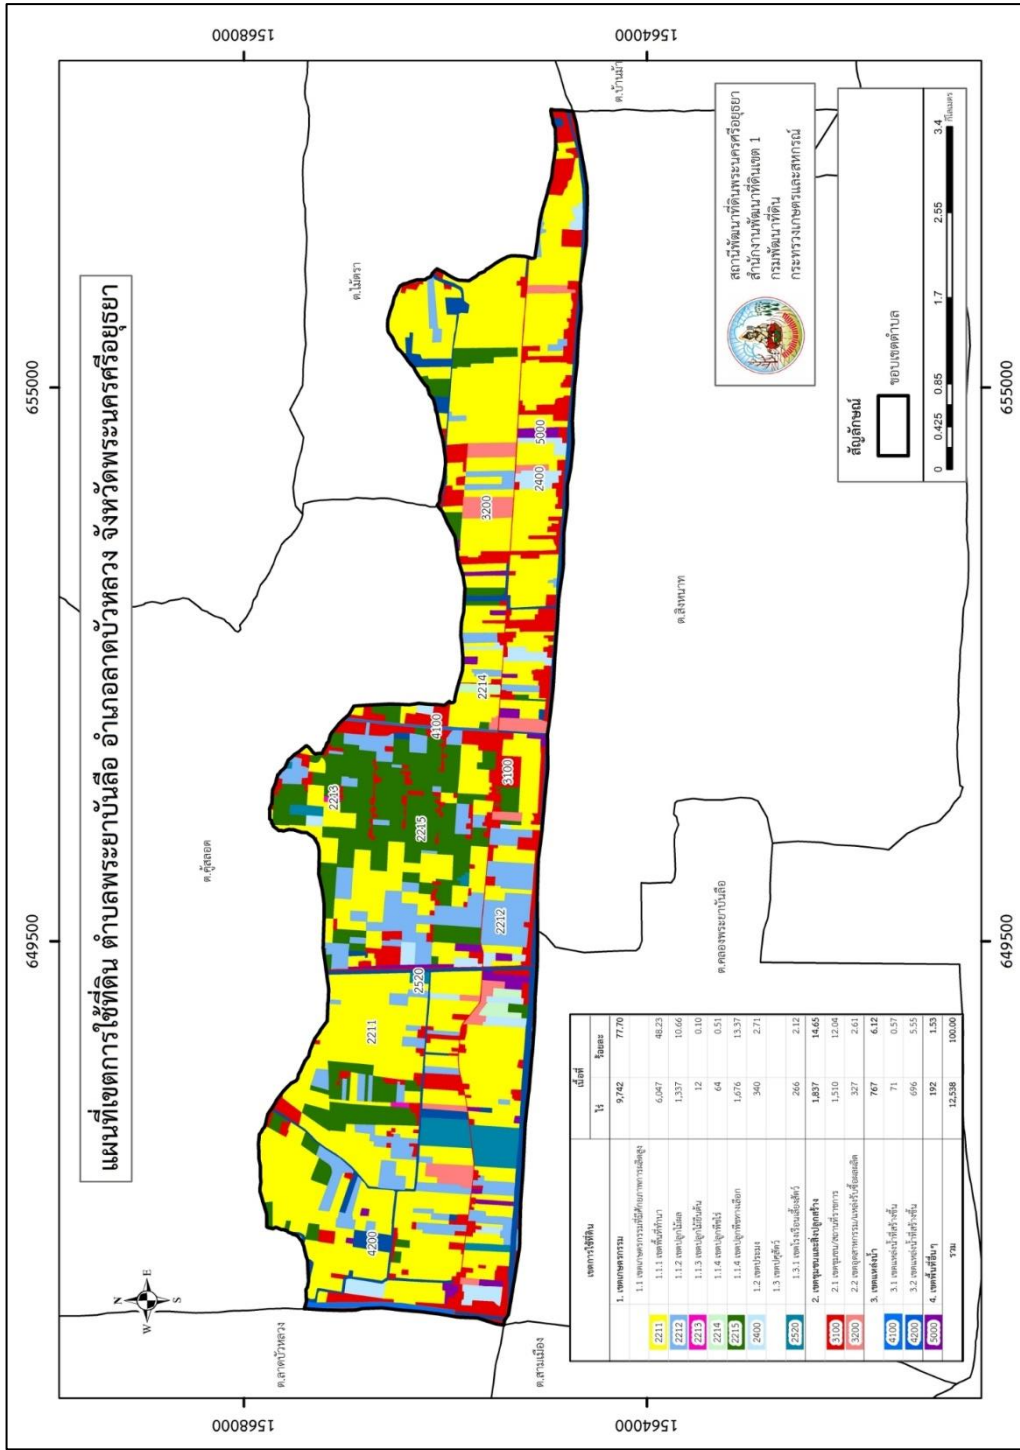 แผนที่เขตการใช้ที่ดิน ตำบลพระยาบันลือ อำเภอลาดบัวหลวง จังหวัดพระนครศรีอยุธยา
649500
655000
1568000
1568000
1564000
1564000
649500
655000
N
W
E
S
ต.ลาดบัวหลวง
ต.สามเมือง
ต.คู้สลอด
ต.ไม้ตรา
ต.บ้านม้า
ต.สิงหนาท
ต.คลองพระยาบันลือ
4200
2211
2520
2212
2213
2215
4100
3100
2214
3200
2400
5000
สถานีพัฒนาที่ดินพระนครศรีอยุธยา
สำนักงานพัฒนาที่ดินเขต 1
กรมพัฒนาที่ดิน
กระทรวงเกษตรและสหกรณ์
สัญลักษณ์
ขอบเขตตำบล
0 0.425 0.85 1.7 2.55 3.4
กิโลเมตร
เขตการใช้ที่ดิน เนื้อที่
ไร่ ร้อยละ
1. เขตเกษตรกรรม 9,742 77.70
1.1 เขตเกษตรกรรมที่มีศักยภาพการผลิตสูง
2211 1.1.1 เขตพื้นที่ทำนา 6,047 48.23
2212 1.1.2 เขตปลูกไม้ผล 1,337 10.66
2213 1.1.3 เขตปลูกไม้ยืนต้น 12 0.10
2214 1.1.4 เขตปลูกพืชไร่ 64 0.51
2215 1.1.4 เขตปลูกพืชทางเลือก 1,676 13.37
2400 1.2 เขตประมง 340 2.71
1.3 เขตปศุสัตว์
2520 1.3.1 เขตโรงเรือนเลี้ยงสัตว์ 266 2.12
2. เขตชุมชนและสิ่งปลูกสร้าง 1,837 14.65
3100 2.1 เขตชุมชน/สถานที่ราชการ 1,510 12.04
3200 2.2 เขตอุตสาหกรรม/แหล่งรับซื้อผลผลิต 327 2.61
3. เขตแหล่งน้ำ 767 6.12
4100 3.1 เขตแหล่งน้ำที่สร้างขึ้น 71 0.57
4200 3.2 เขตแหล่งน้ำที่สร้างขึ้น 696 5.55
5000 4. เขตพื้นที่อื่นๆ 192 1.53
รวม 12,538 100.00